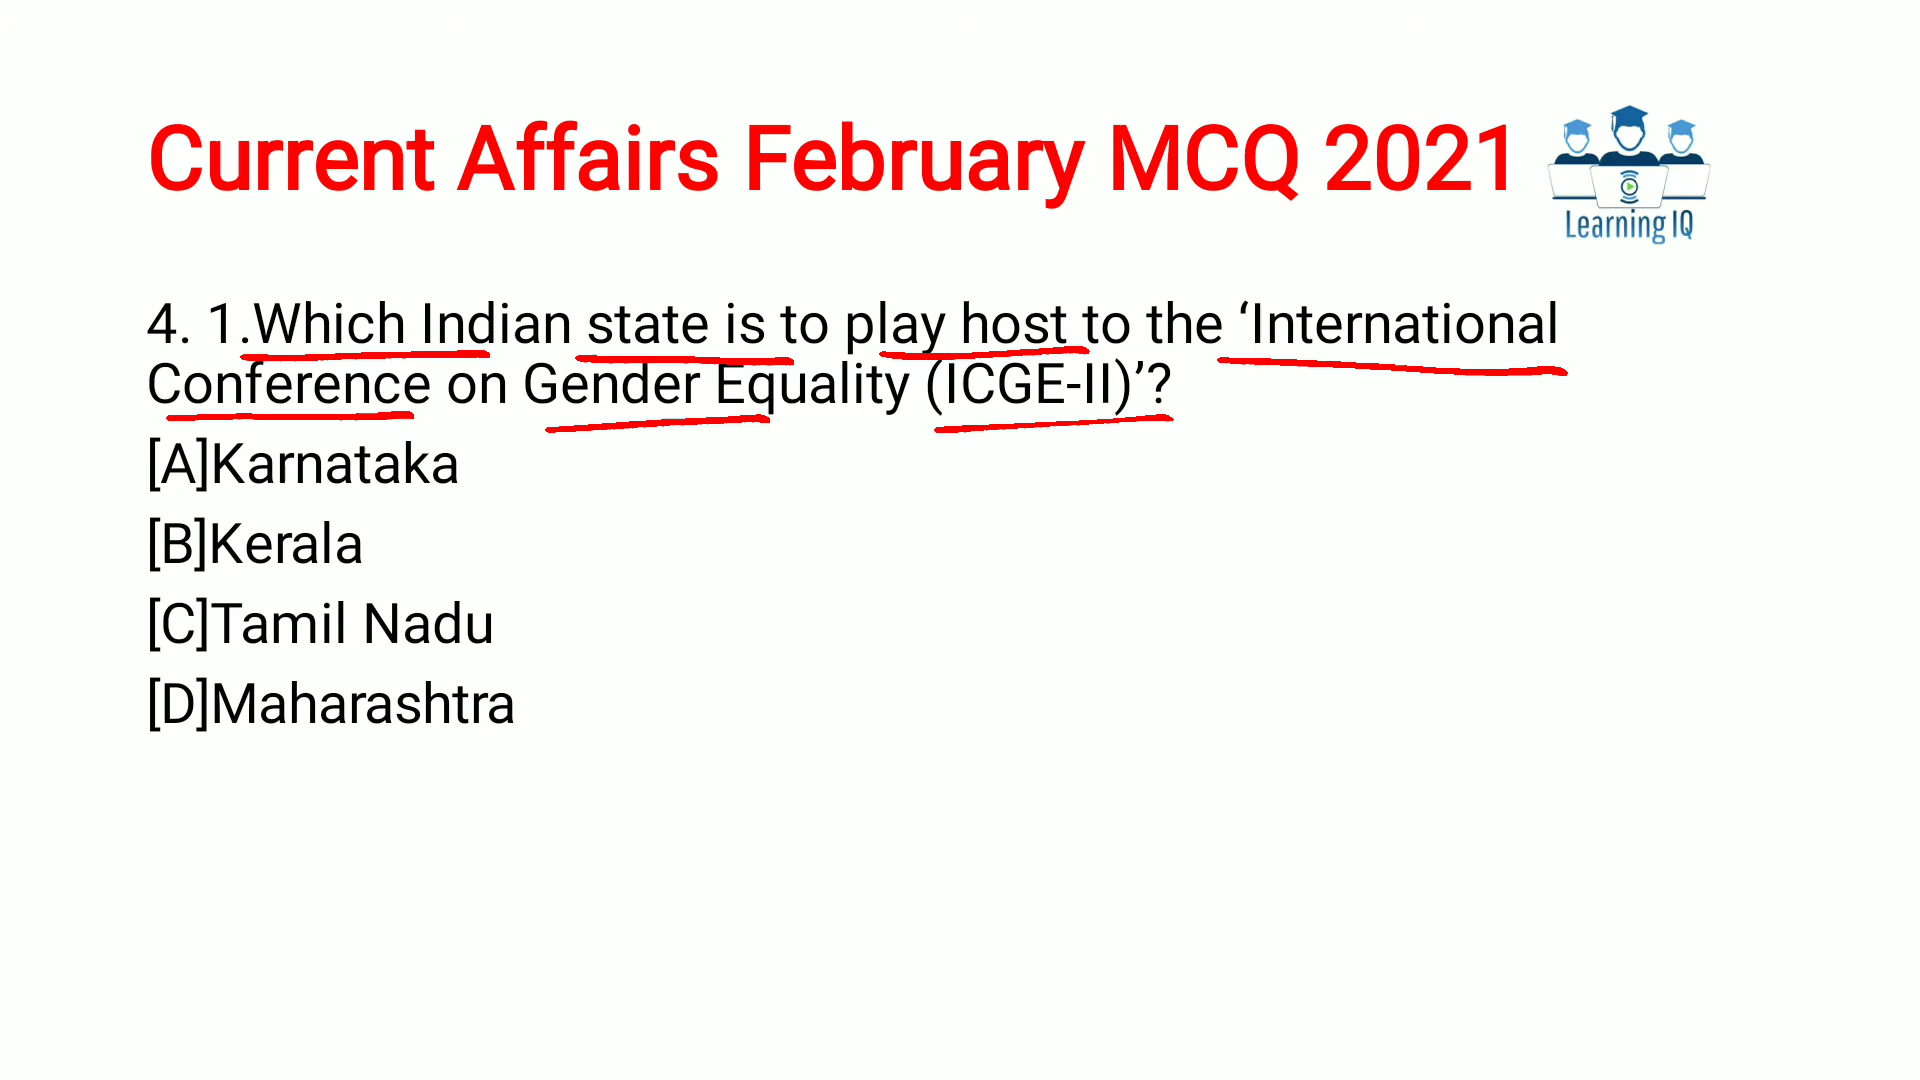 Current Affairs February MCQ 2021
Learning IQ
4. 1.Which Indian state is to play host to the ‘International
Conference on Gender Equality (ICGE-II)’?
[A]Karnataka
[B]Kerala
[C]Tamil Nadu
[D]Maharashtra